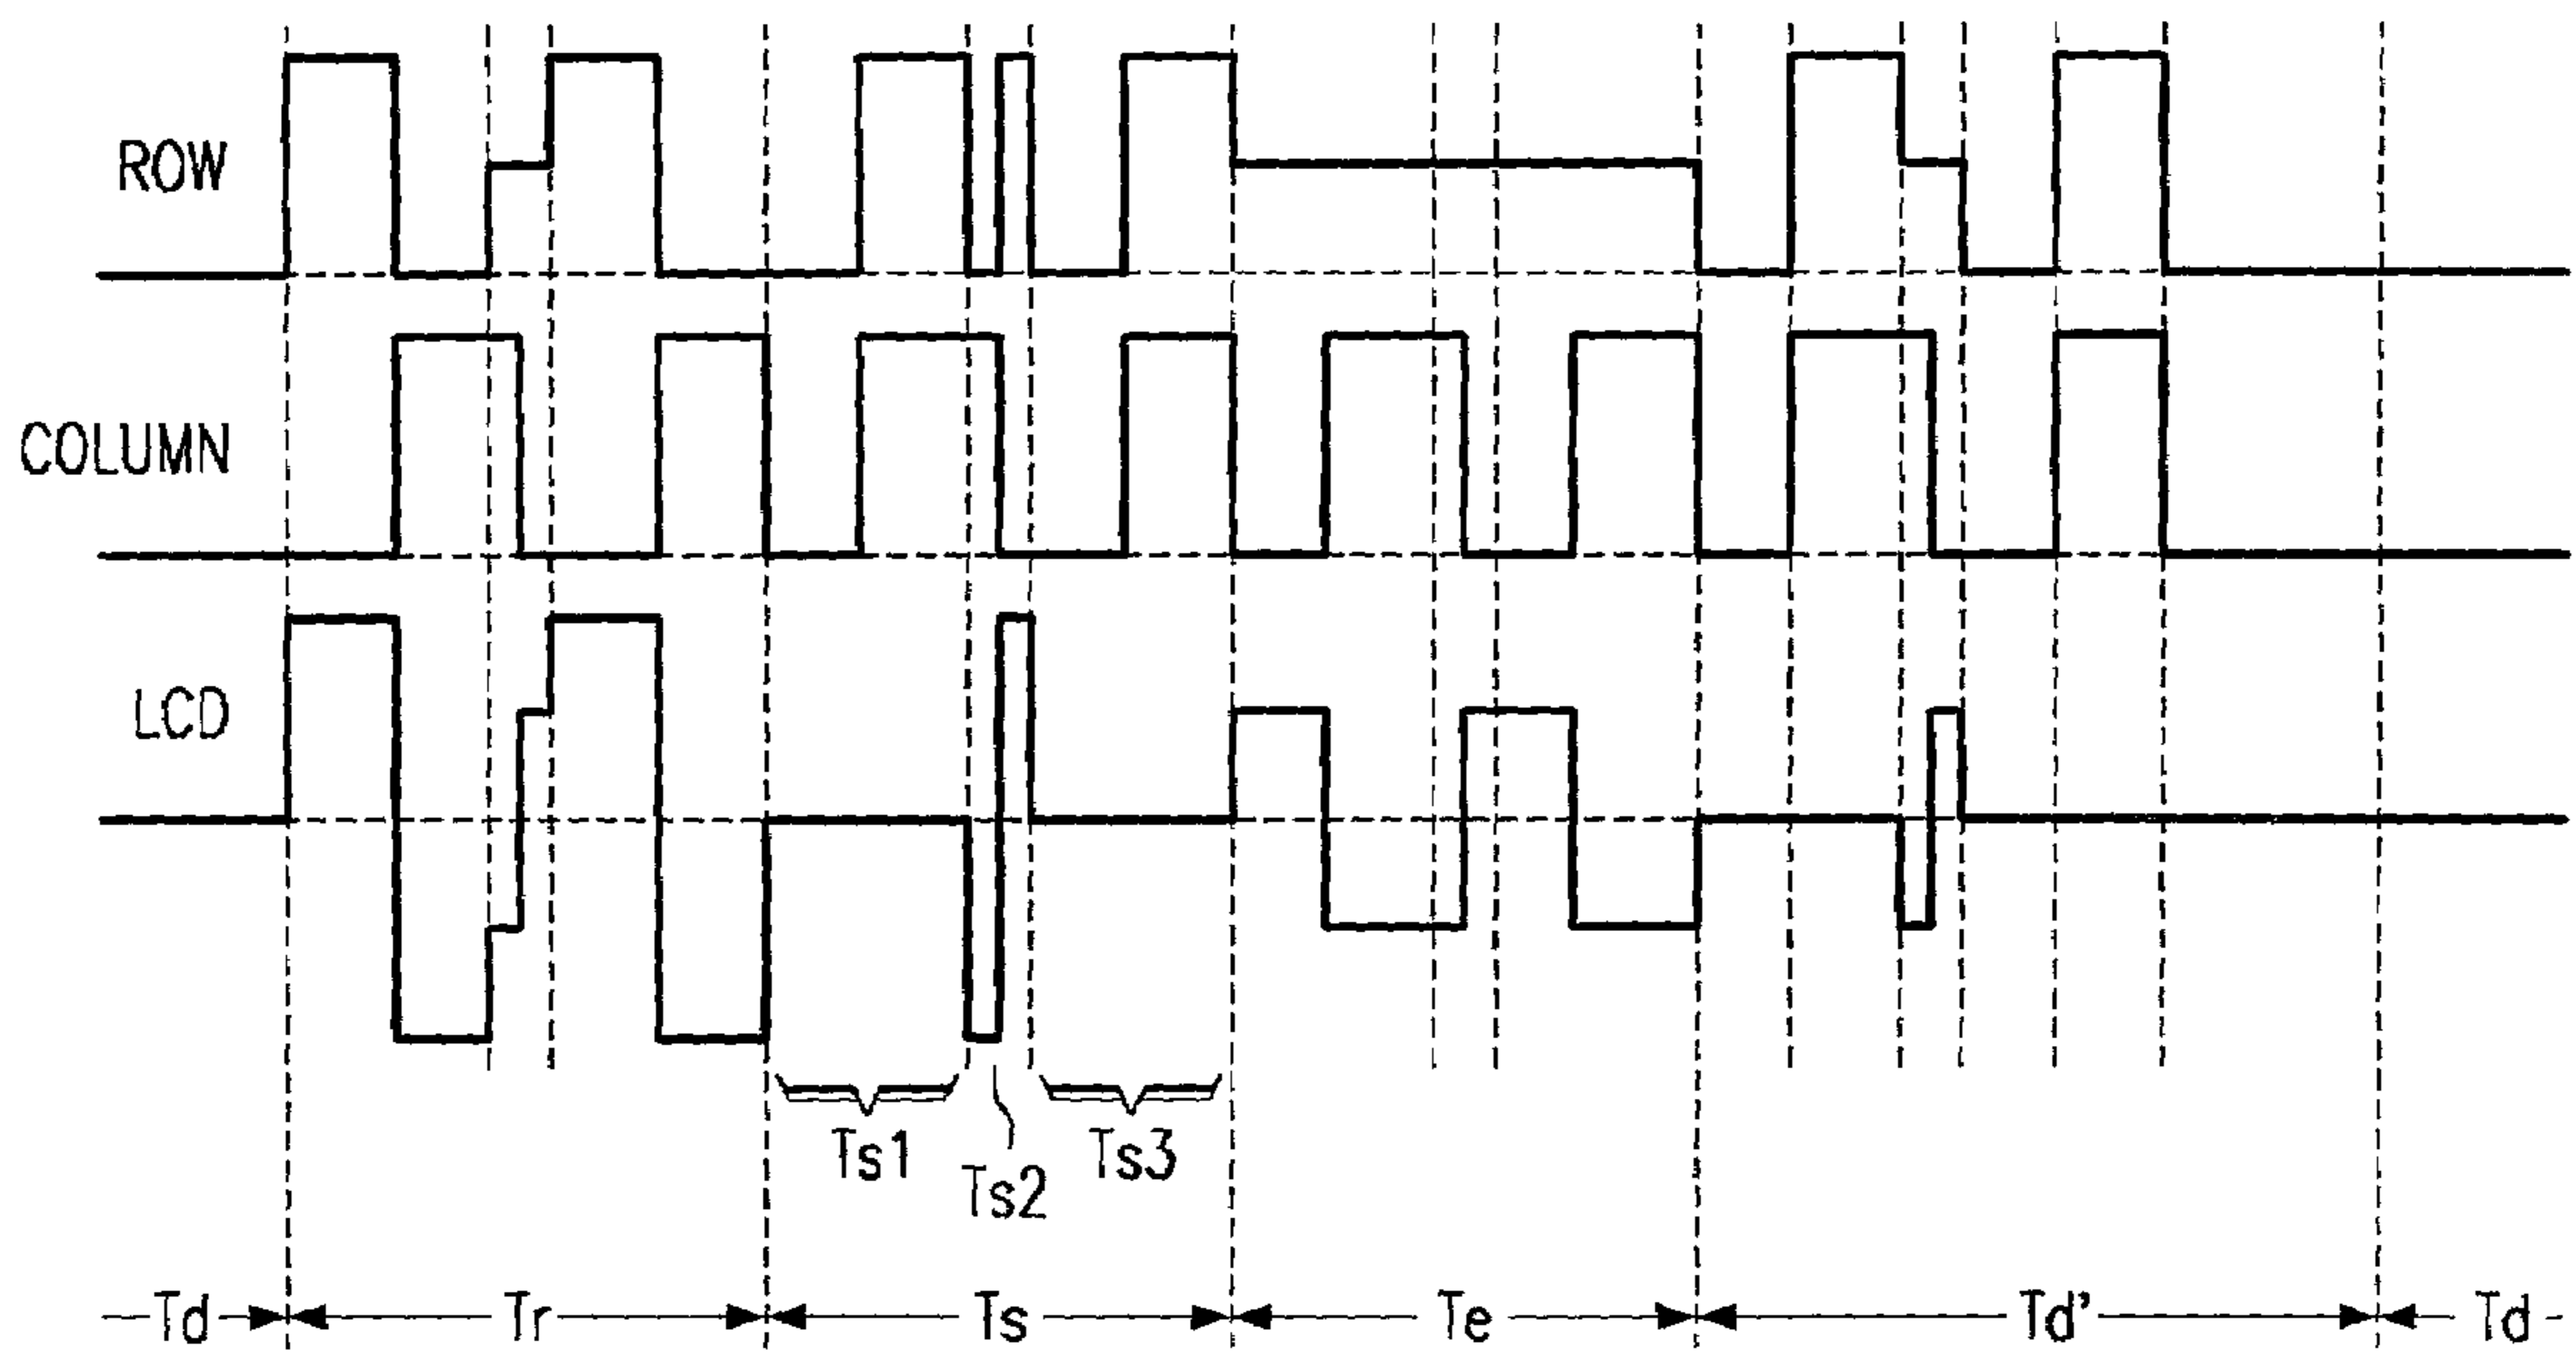 ROW
COLUMN
LCD
Ts1
Ts2
Ts3
Td
Tr
Ts
Te
Td'
Td